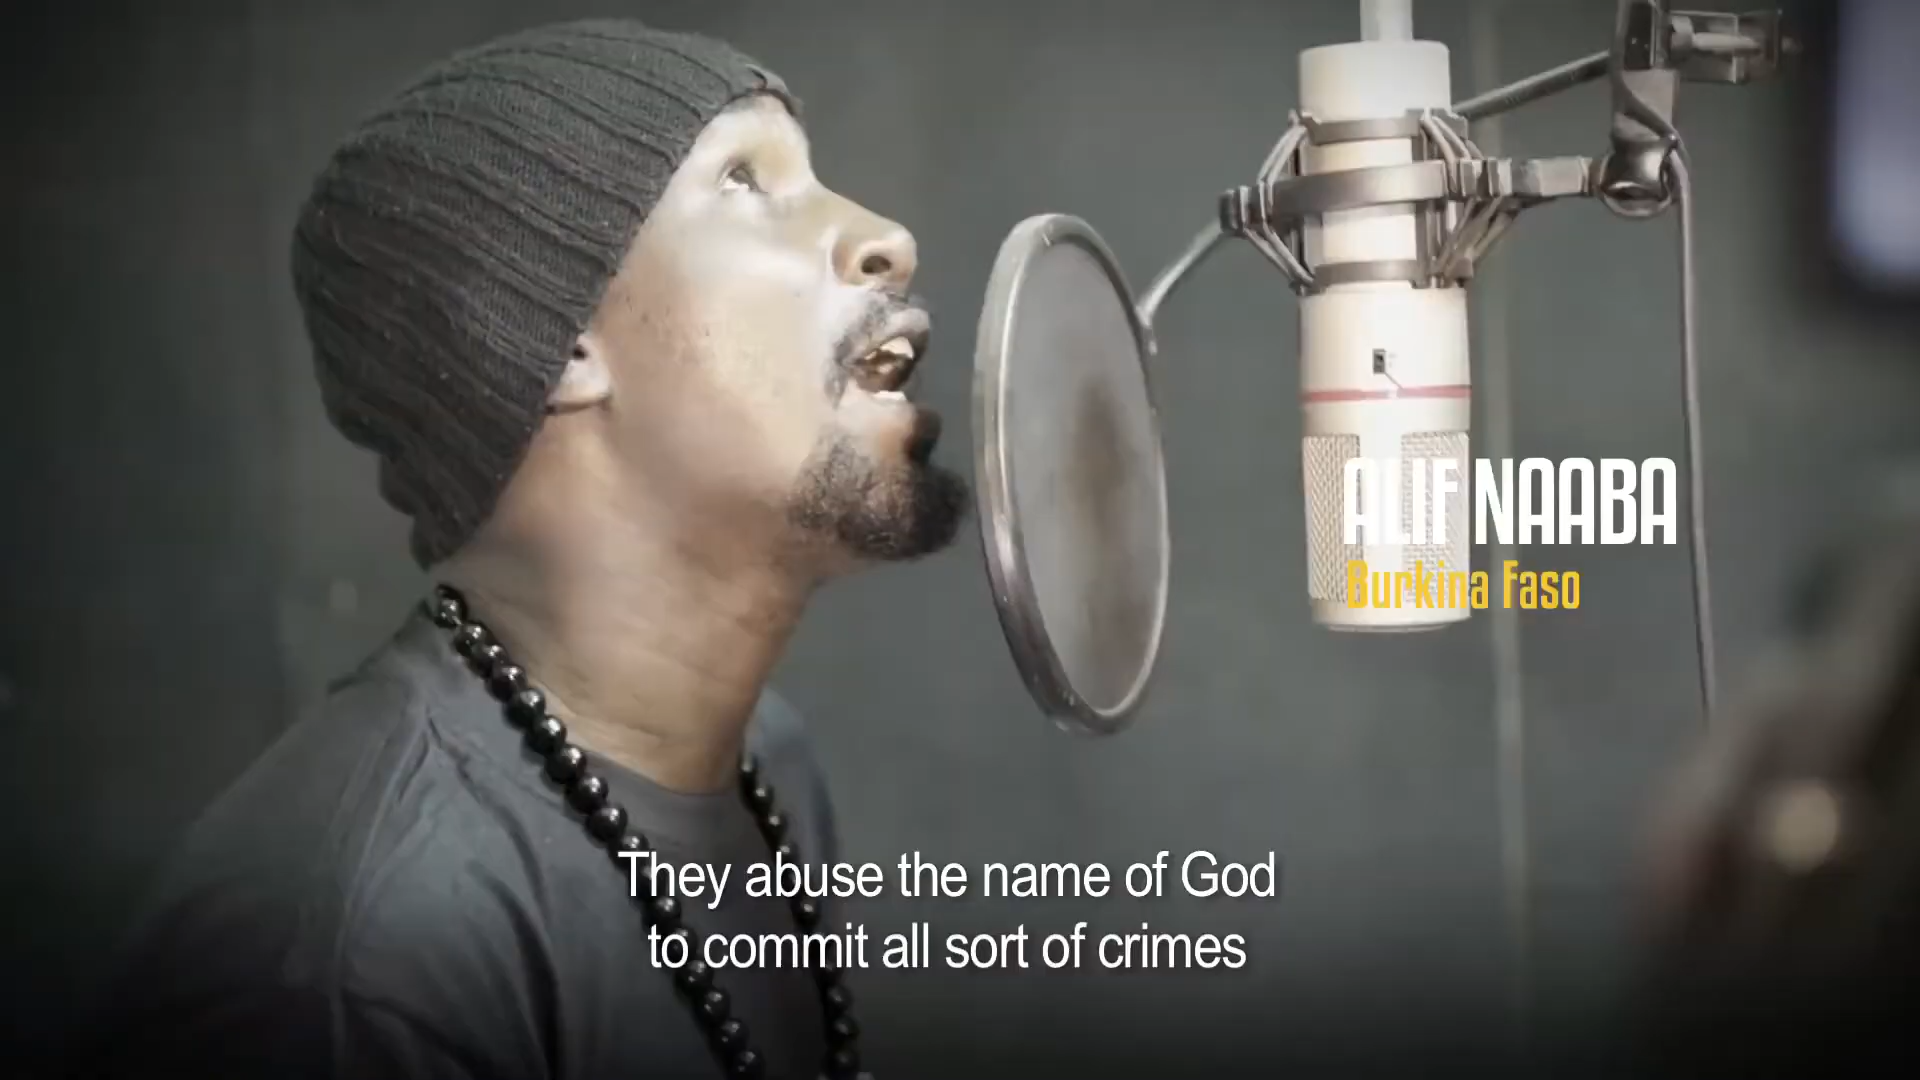 ALIF NAABA
Burkina Faso
They abuse the name of God
to commit all sort of crimes